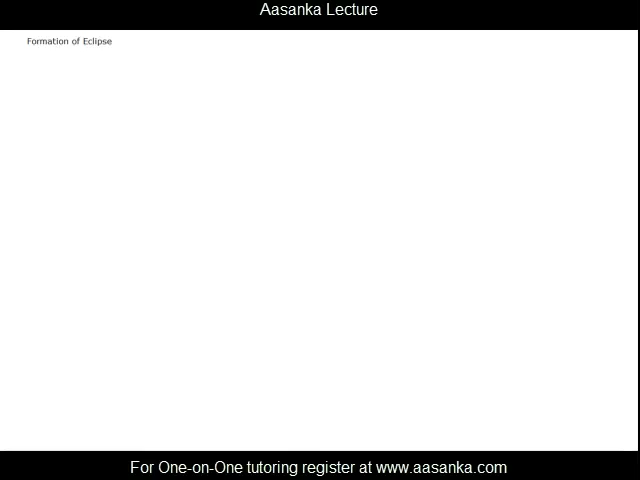 Aasanka Lecture
Formation of Eclipse
For One-on-One tutoring register at www.aasanka.com